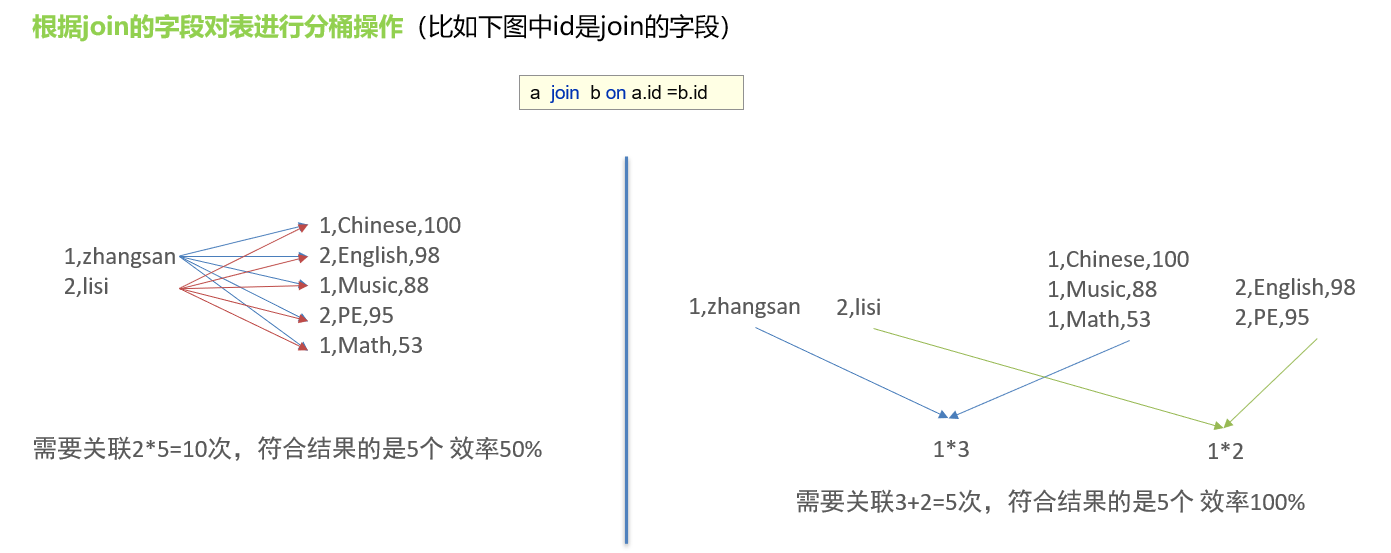 根据join的字段对表进行分桶操作（比如下图中id是join的字段）
a join b on a.id =b.id
1,zhangsan
2,lisi
1,Chinese,100
2,English,98
1,Music,88
2,PE,95
1,Math,53
需要关联2*5=10次，符合结果的是5个 效率50%
1,zhangsan
2,lisi
1,Chinese,100
1,Music,88
1,Math,53
2,English,98
2,PE,95
1*3
1*2
需要关联3+2=5次，符合结果的是5个 效率100%